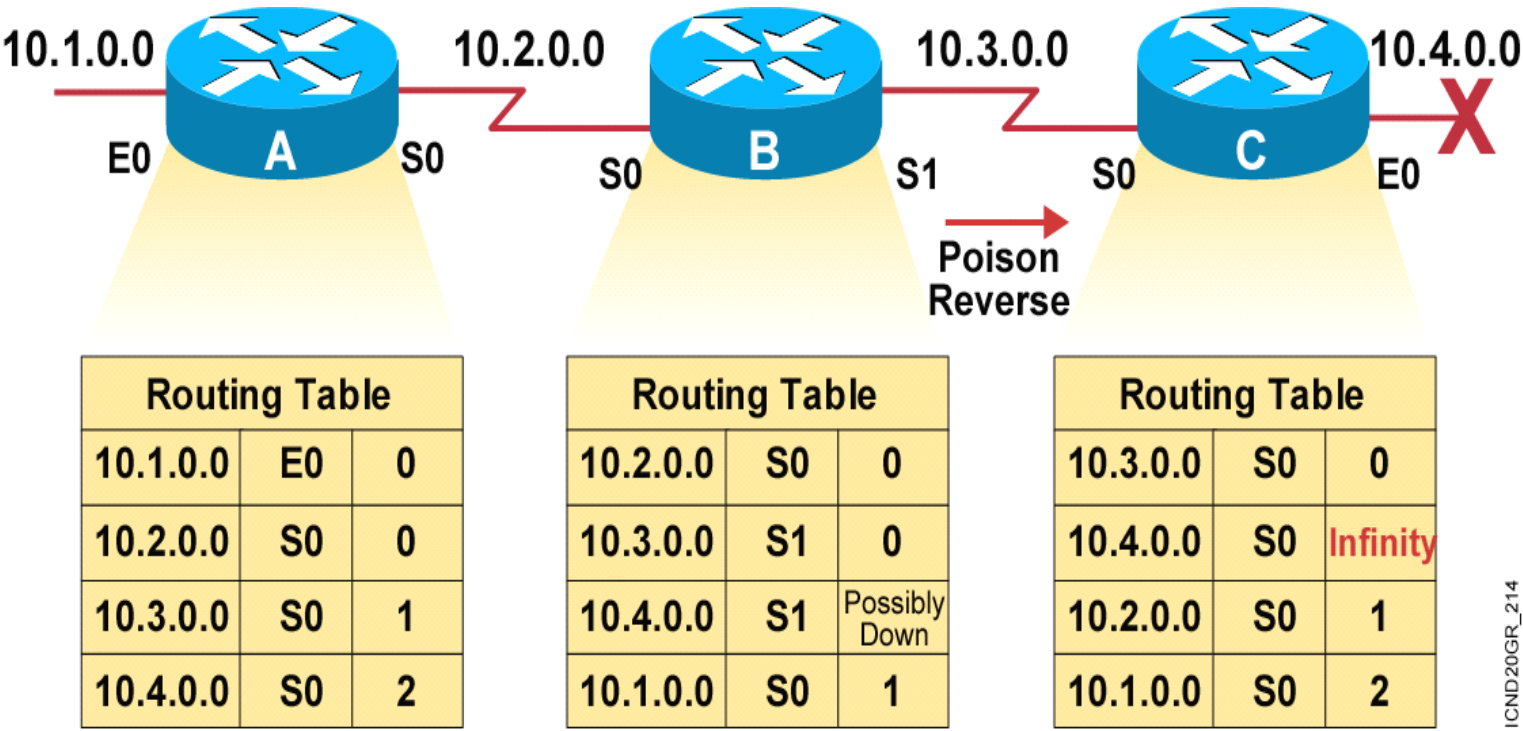 10.1.0.0 10.2.0.0 10.3.0.0 10.4.0.0
A B C
E0 S0 S0 S1 S0 E0
X
Poison
Reverse
Routing Table
10.1.0.0 E0 0
10.2.0.0 S0 0
10.3.0.0 S0 1
10.4.0.0 S0 2
Routing Table
10.2.0.0 S0 0
10.3.0.0 S1 0
10.4.0.0 S1 Possibly
Down
10.1.0.0 S0 1
Routing Table
10.3.0.0 S0 0
10.4.0.0 S0 Infinity
10.2.0.0 S0 1
10.1.0.0 S0 2
ICND20GR_214